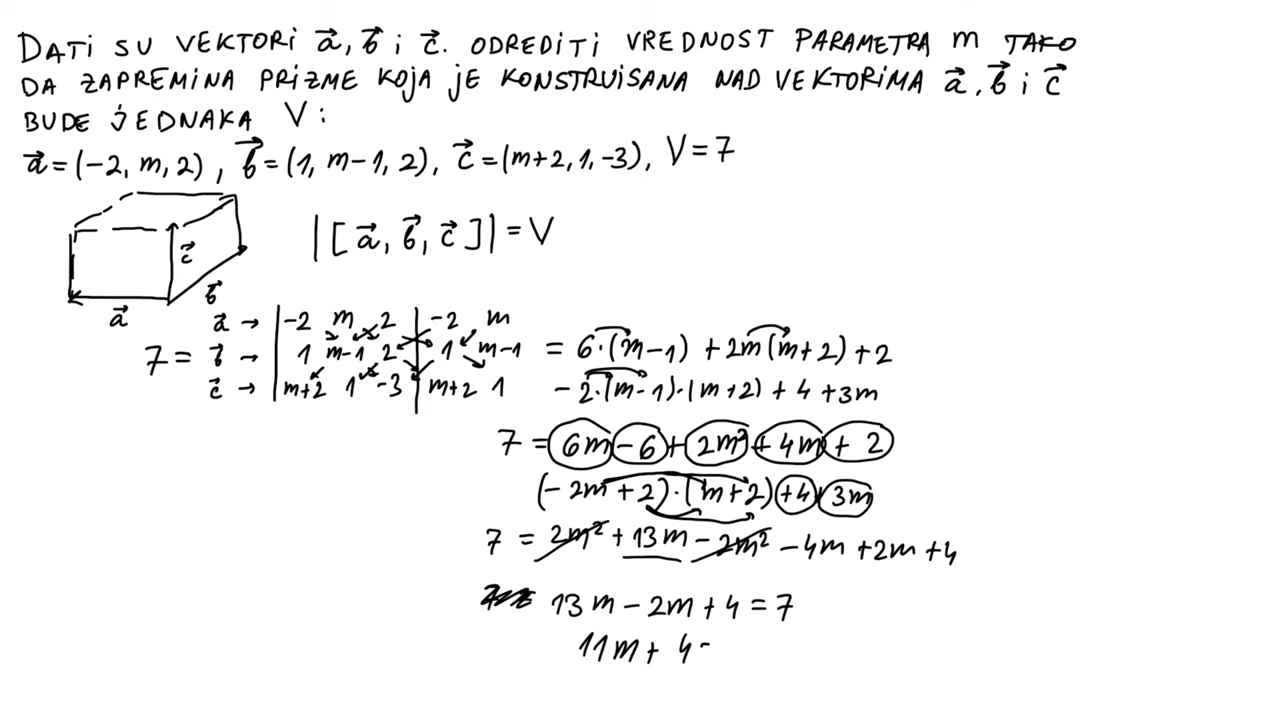 DATI SU VEKTORI a⃗, b⃗ i c⃗. ODREDITI VREDNOST PARAMETRA m TAKO
DA ZAPREMINA PRIZME KOJA JE KONSTRUISANA NAD VEKTORIMA a⃗, b⃗ i c⃗
BUDE JEDNAKA V:
a⃗ = (-2, m, 2), b⃗ = (1, m-1, 2), c⃗ = (m+2, 1, -3), V = 7
|[a⃗, b⃗, c⃗]| = V
c⃗
b⃗
a⃗
a⃗ → | -2 m 2 | -2 m
7 = b⃗ → | 1 m-1 2 | 1 m-1 = 6·(m-1) + 2m(m+2) + 2
c⃗ → | m+2 1 -3 | m+2 1 - 2·(m-1)·(m+2) + 4 + 3m
7 = 6m - 6 + 2m² + 4m + 2
(-2m + 2)·(m+2) + 4 + 3m
7 = 2m² + 13m - 2m² - 4m + 2m + 4
13m - 2m + 4 = 7
11m + 4 -